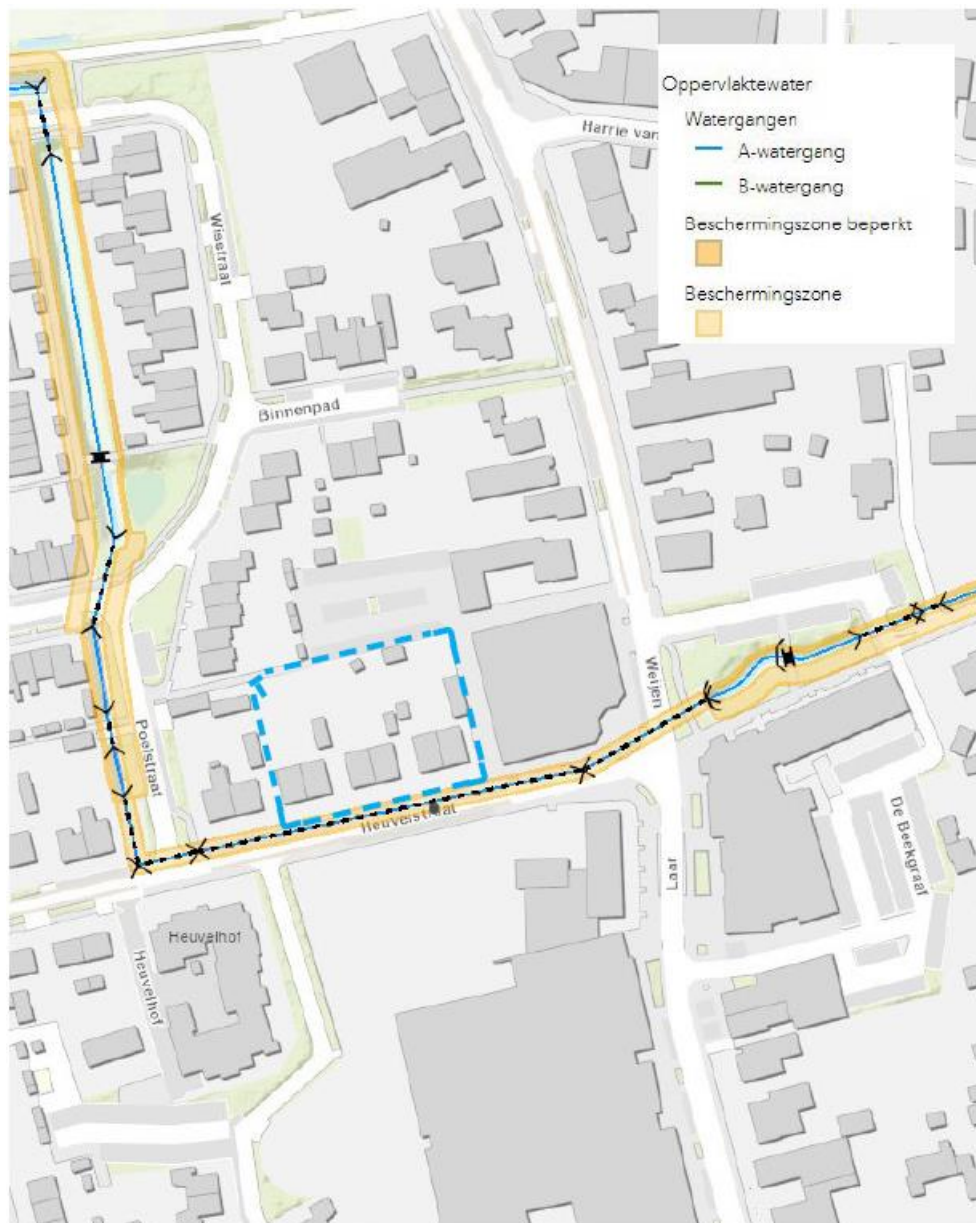 Oppervlaktewater
Watergangen
A-watergang
B-watergang
Beschermingszone beperkt
Beschermingszone
Harrie van
Wisstraat
Binnenpad
Poelstraat
Weijen
Heuvelstraat
Laar
De Beekgraaf
Heuvelhof
Heuvelhof